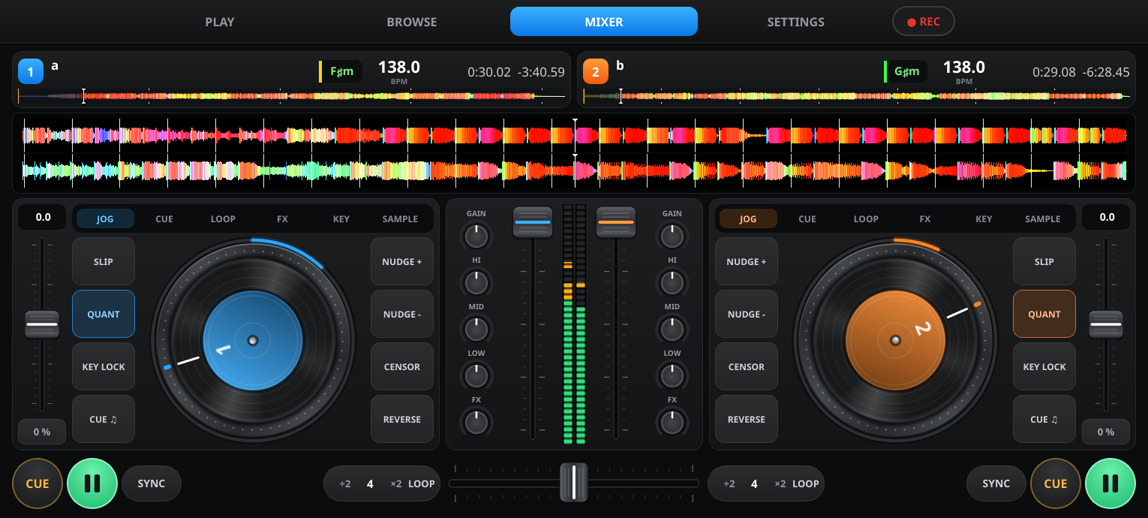 PLAY BROWSE MIXER SETTINGS REC
1 a F♯m 138.0 BPM 0:30.02 -3:40.59
2 b G♯m 138.0 BPM 0:29.08 -6:28.45
0.0 JOG CUE LOOP FX KEY SAMPLE
SLIP
QUANT
KEY LOCK
CUE ♫
0 %
1
NUDGE +
NUDGE -
CENSOR
REVERSE
GAIN GAIN
HI HI
MID MID
LOW LOW
FX FX
JOG CUE LOOP FX KEY SAMPLE 0.0
NUDGE +
NUDGE -
CENSOR
REVERSE
2
SLIP
QUANT
KEY LOCK
CUE ♫
0 %
CUE SYNC ÷2 4 ×2 LOOP
÷2 4 ×2 LOOP SYNC CUE